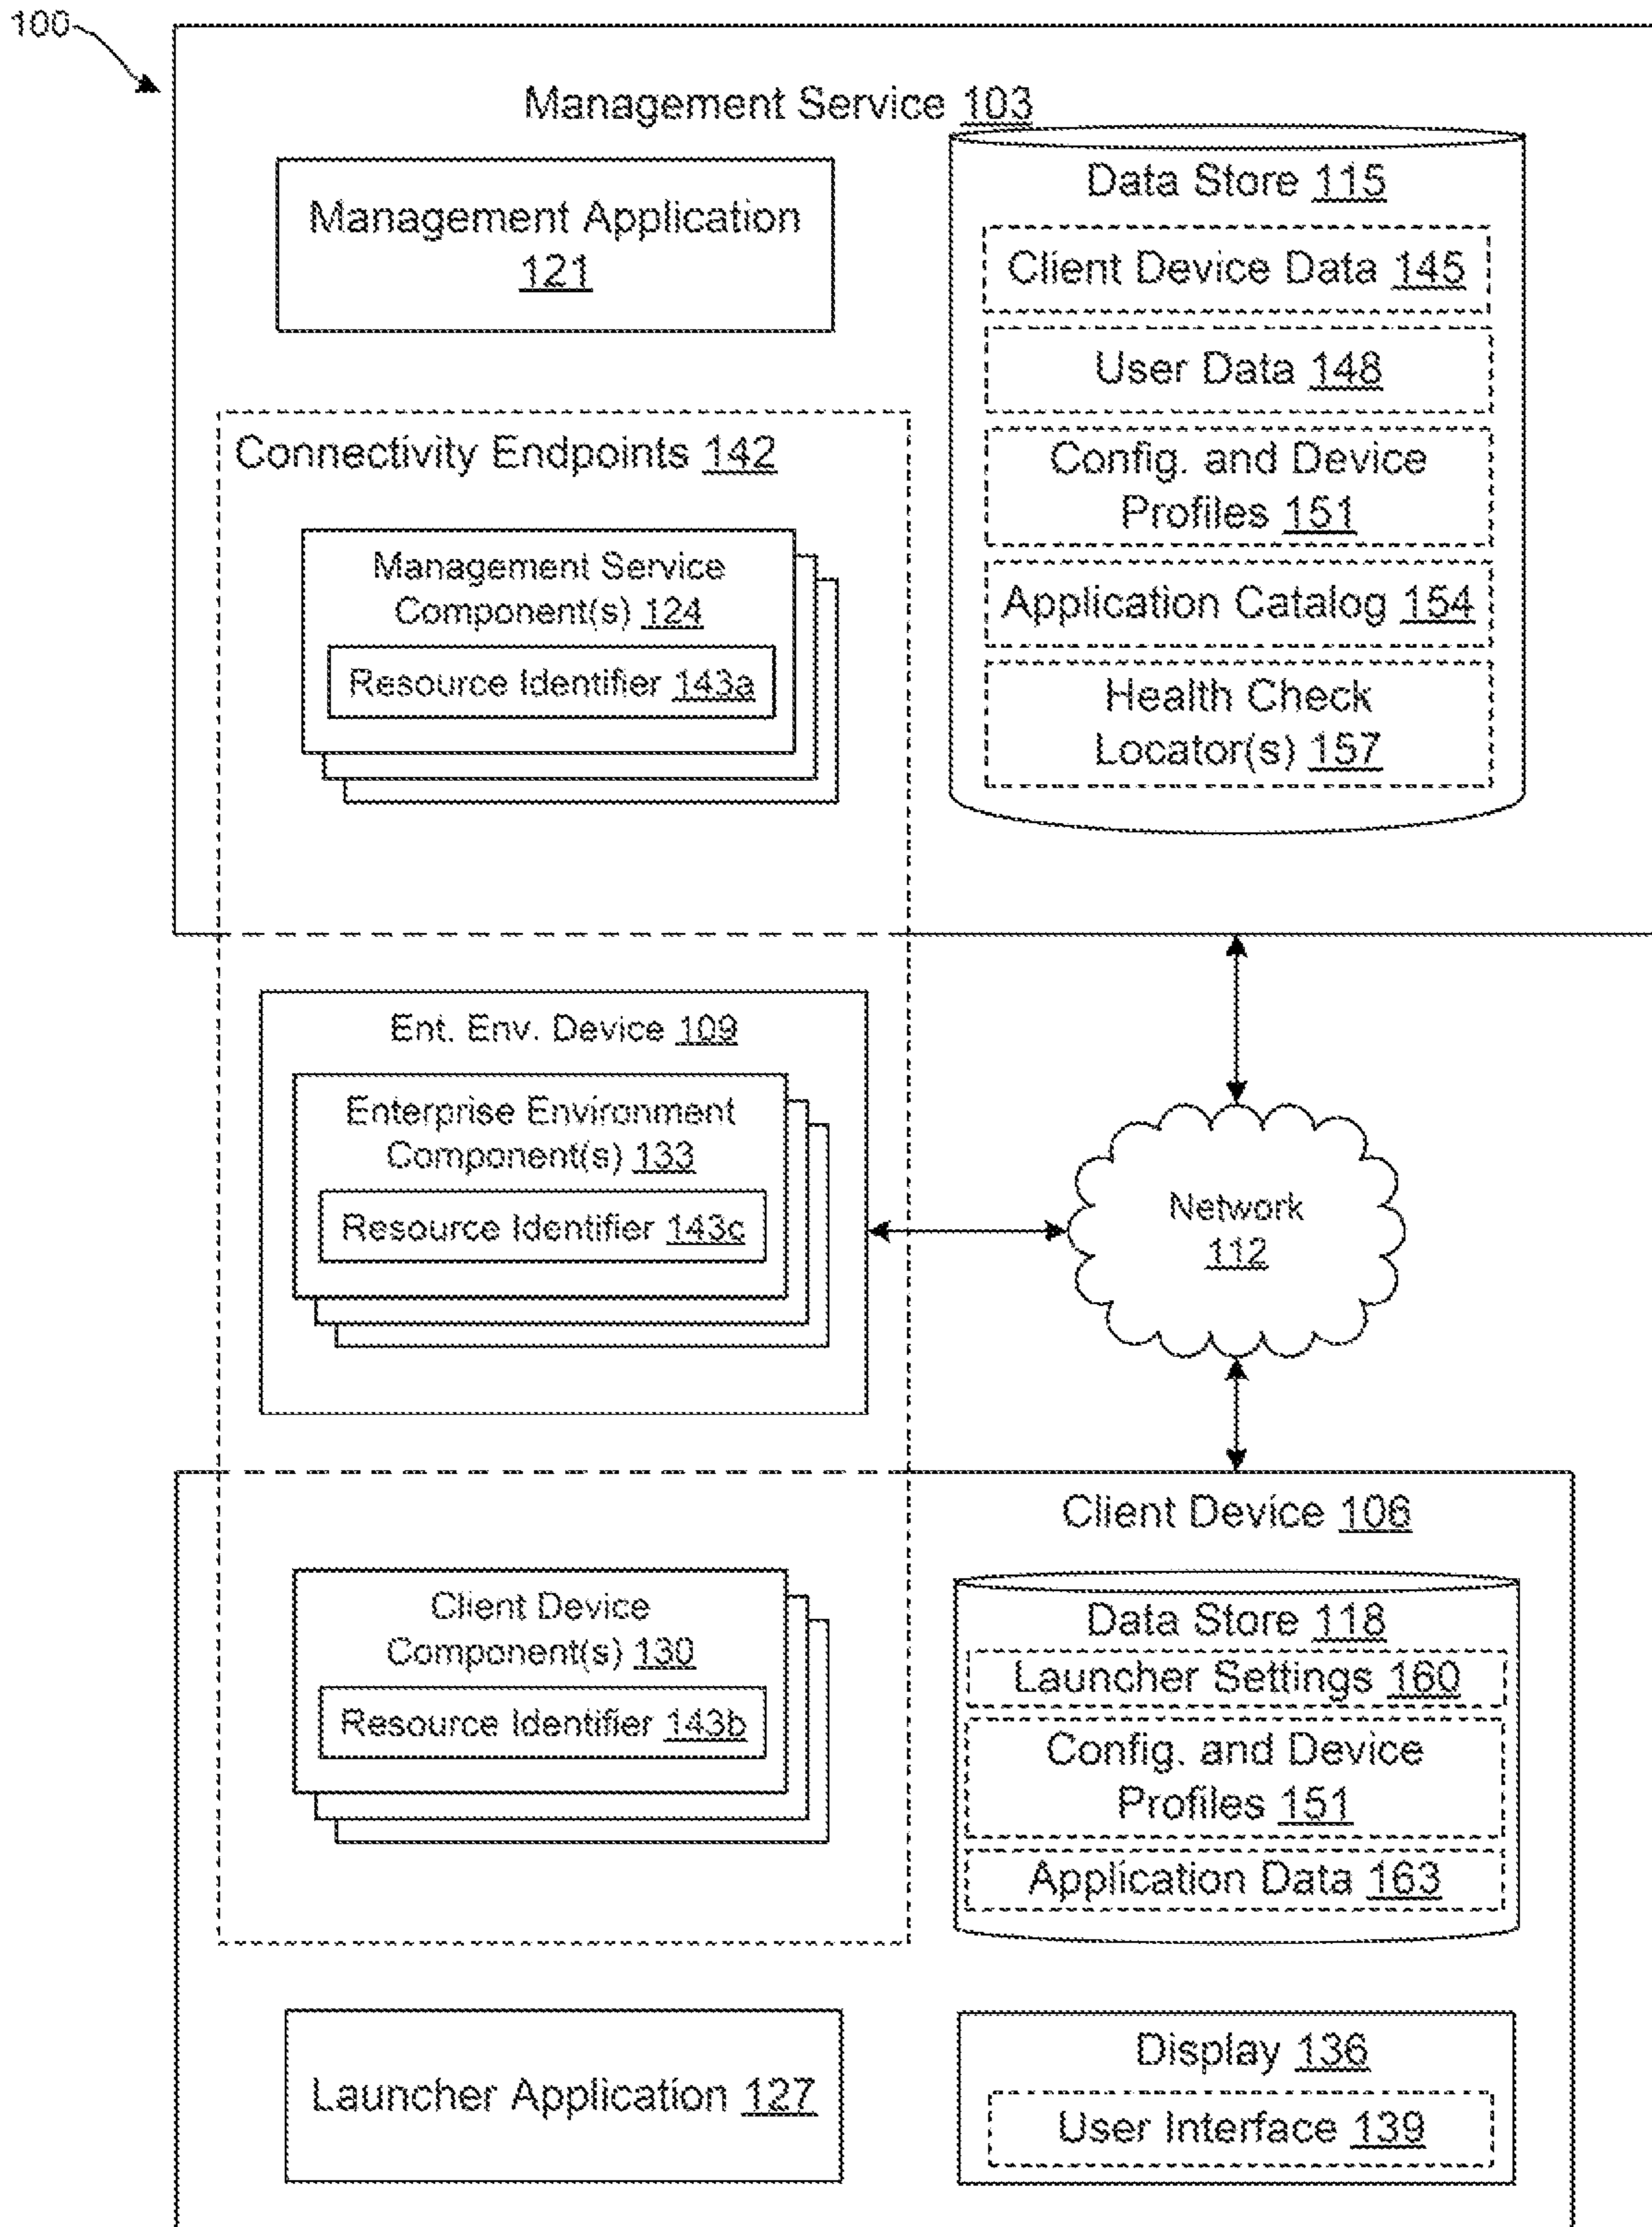 100
Management Service 103
Management Application
121
Data Store 115
Client Device Data 145
User Data 148
Config. and Device
Profiles 151
Application Catalog 154
Health Check
Locator(s) 157
Connectivity Endpoints 142
Management Service
Component(s) 124
Resource Identifier 143a
Ent. Env. Device 109
Enterprise Environment
Component(s) 133
Resource Identifier 143c
Network
112
Client Device 106
Client Device
Component(s) 130
Resource Identifier 143b
Data Store 118
Launcher Settings 160
Config. and Device
Profiles 151
Application Data 163
Launcher Application 127
Display 136
User Interface 139